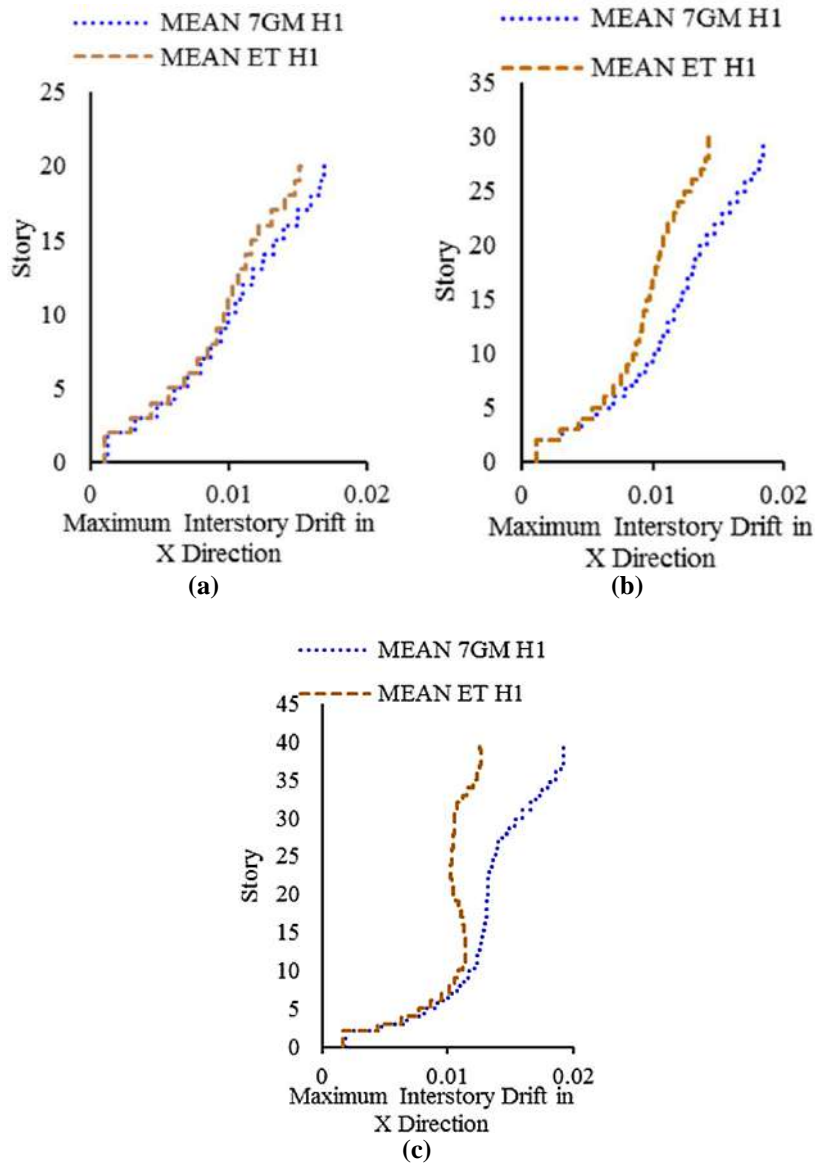 MEAN 7GM H1
MEAN ET H1
25
20
15
10
5
0
Story
0
0.01
0.02
Maximum Interstory Drift in
X Direction
(a)
MEAN 7GM H1
MEAN ET H1
35
30
25
20
15
10
5
0
Story
0
0.01
0.02
Maximum Interstory Drift in
X Direction
(b)
MEAN 7GM H1
MEAN ET H1
45
40
35
30
25
20
15
10
5
0
Story
0
0.01
0.02
Maximum Interstory Drift in
X Direction
(c)